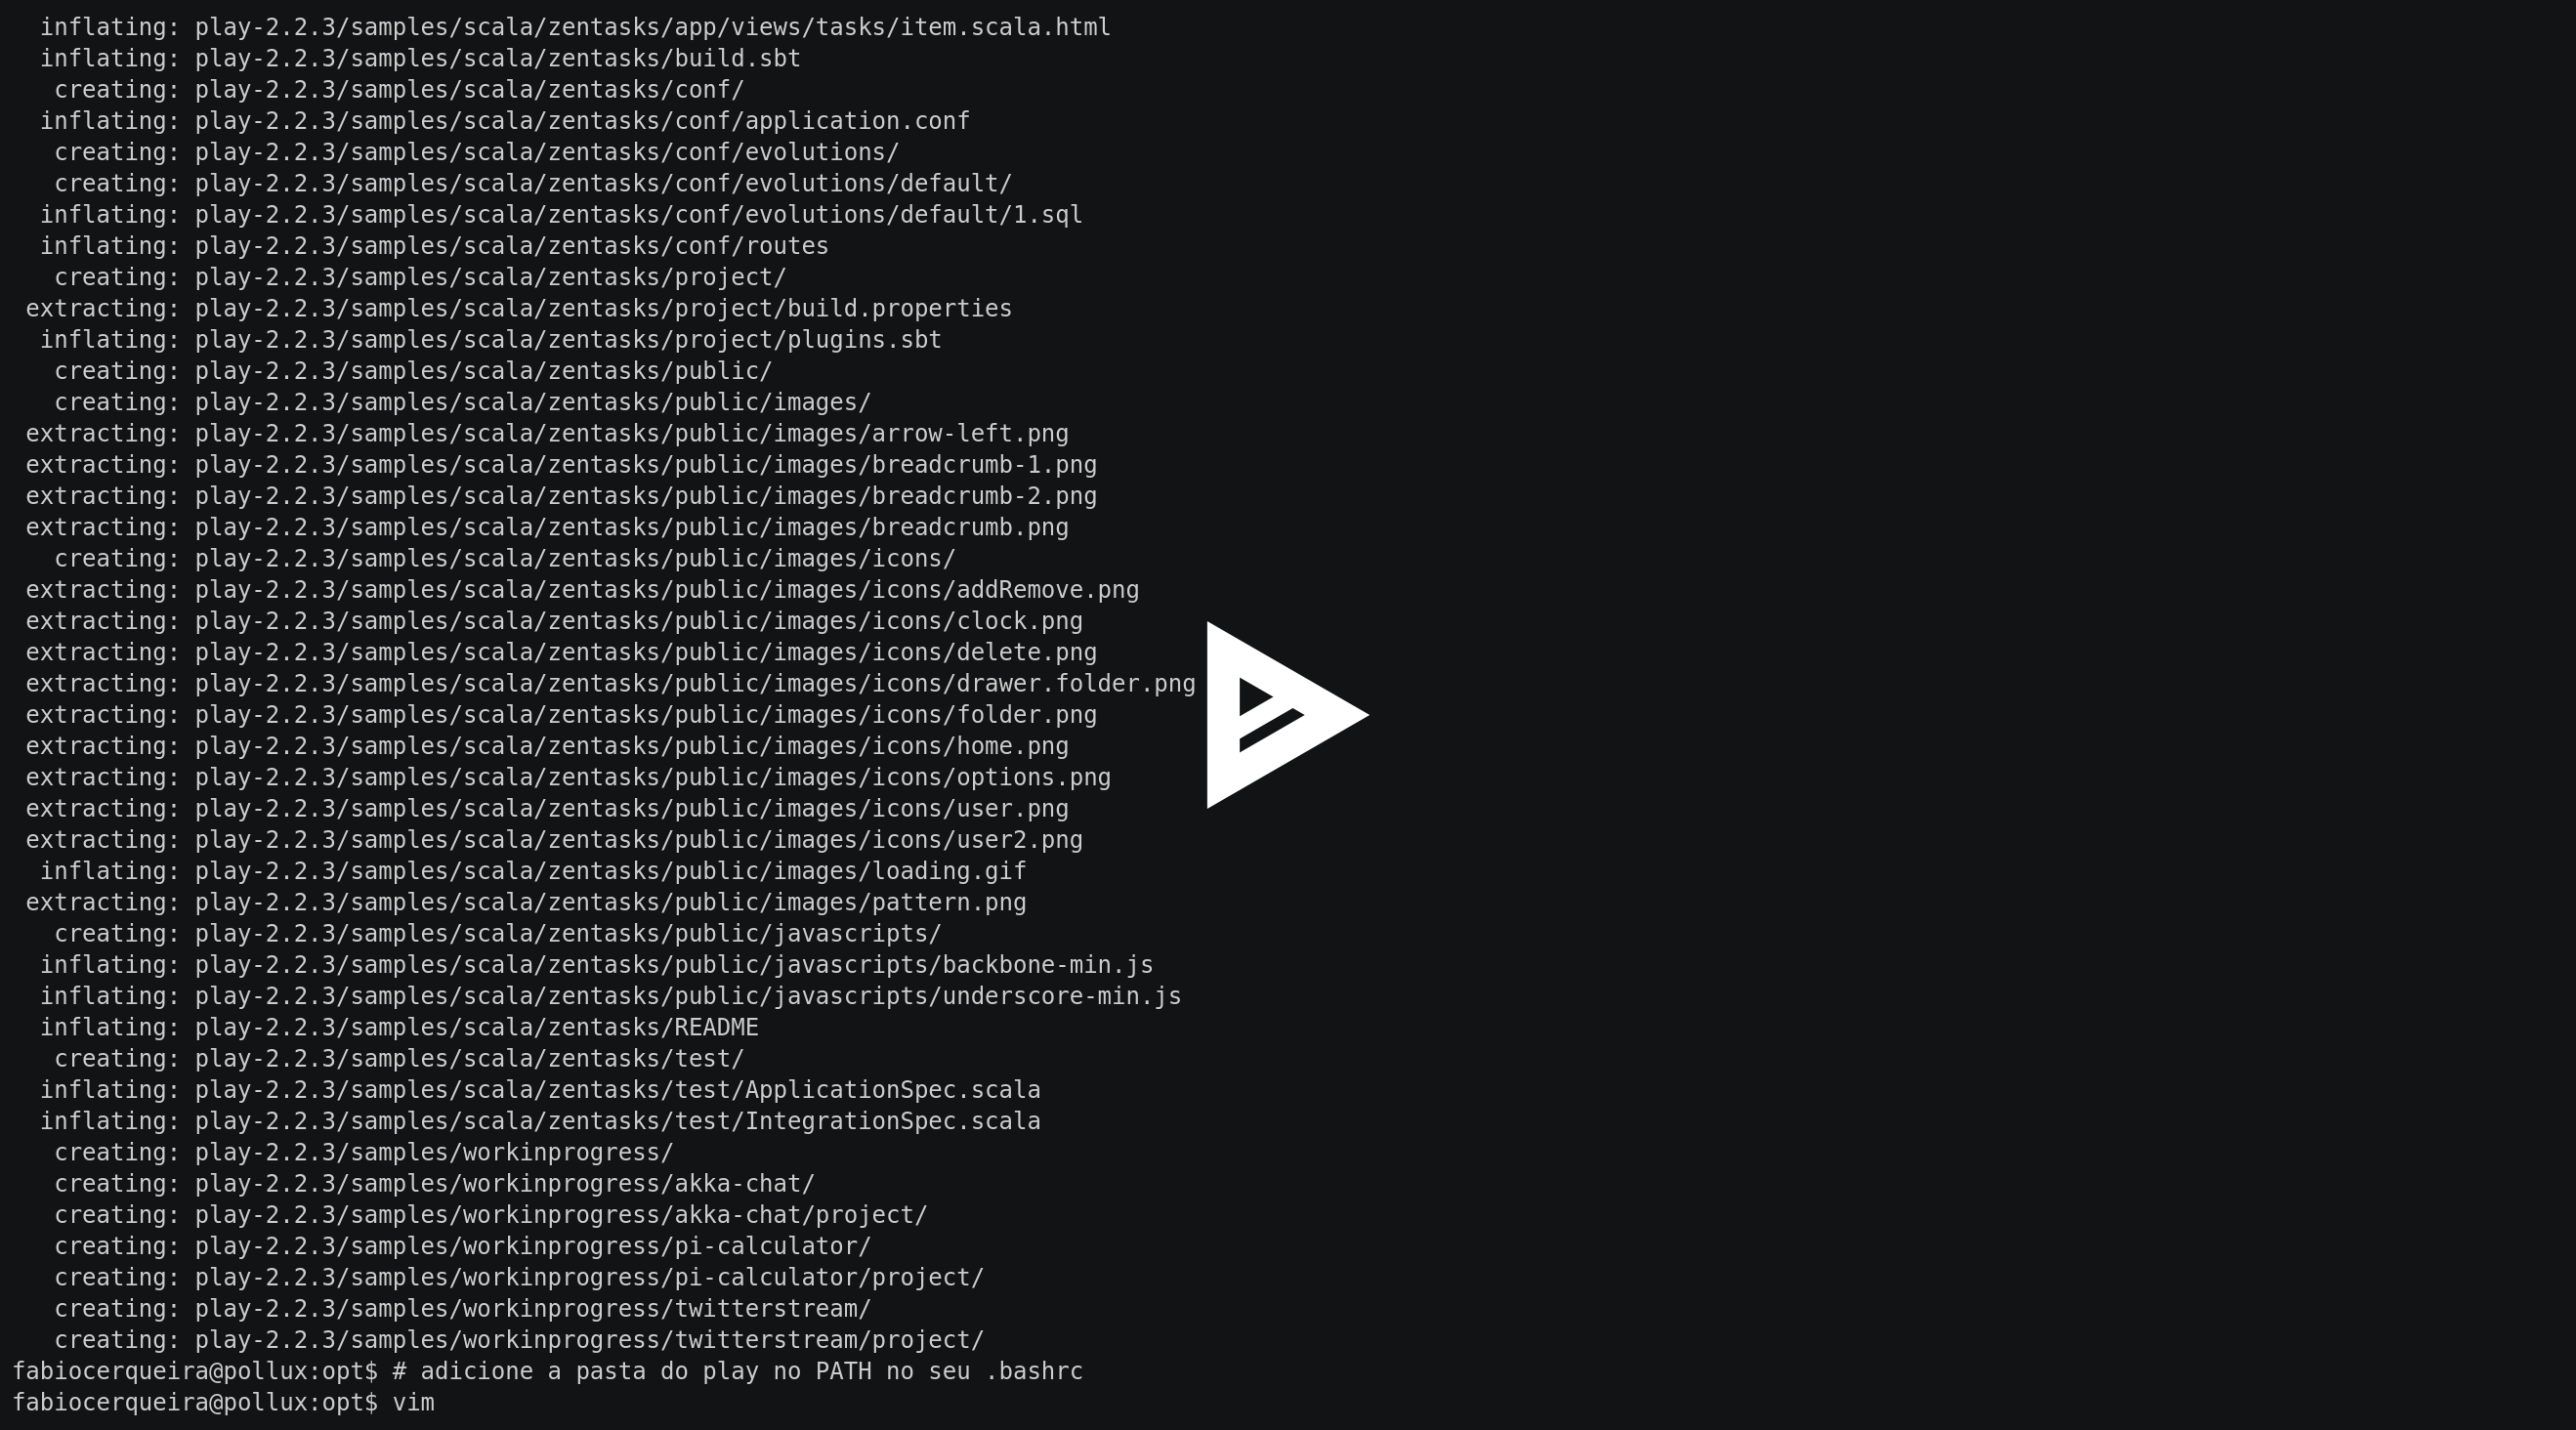 inflating: play-2.2.3/samples/scala/zentasks/app/views/tasks/item.scala.html
inflating: play-2.2.3/samples/scala/zentasks/build.sbt
creating: play-2.2.3/samples/scala/zentasks/conf/
inflating: play-2.2.3/samples/scala/zentasks/conf/application.conf
creating: play-2.2.3/samples/scala/zentasks/conf/evolutions/
creating: play-2.2.3/samples/scala/zentasks/conf/evolutions/default/
inflating: play-2.2.3/samples/scala/zentasks/conf/evolutions/default/1.sql
inflating: play-2.2.3/samples/scala/zentasks/conf/routes
creating: play-2.2.3/samples/scala/zentasks/project/
extracting: play-2.2.3/samples/scala/zentasks/project/build.properties
inflating: play-2.2.3/samples/scala/zentasks/project/plugins.sbt
creating: play-2.2.3/samples/scala/zentasks/public/
creating: play-2.2.3/samples/scala/zentasks/public/images/
extracting: play-2.2.3/samples/scala/zentasks/public/images/arrow-left.png
extracting: play-2.2.3/samples/scala/zentasks/public/images/breadcrumb-1.png
extracting: play-2.2.3/samples/scala/zentasks/public/images/breadcrumb-2.png
extracting: play-2.2.3/samples/scala/zentasks/public/images/breadcrumb.png
creating: play-2.2.3/samples/scala/zentasks/public/images/icons/
extracting: play-2.2.3/samples/scala/zentasks/public/images/icons/addRemove.png
extracting: play-2.2.3/samples/scala/zentasks/public/images/icons/clock.png
extracting: play-2.2.3/samples/scala/zentasks/public/images/icons/delete.png
extracting: play-2.2.3/samples/scala/zentasks/public/images/icons/drawer.folder.png
extracting: play-2.2.3/samples/scala/zentasks/public/images/icons/folder.png
extracting: play-2.2.3/samples/scala/zentasks/public/images/icons/home.png
extracting: play-2.2.3/samples/scala/zentasks/public/images/icons/options.png
extracting: play-2.2.3/samples/scala/zentasks/public/images/icons/user.png
extracting: play-2.2.3/samples/scala/zentasks/public/images/icons/user2.png
inflating: play-2.2.3/samples/scala/zentasks/public/images/loading.gif
extracting: play-2.2.3/samples/scala/zentasks/public/images/pattern.png
creating: play-2.2.3/samples/scala/zentasks/public/javascripts/
inflating: play-2.2.3/samples/scala/zentasks/public/javascripts/backbone-min.js
inflating: play-2.2.3/samples/scala/zentasks/public/javascripts/underscore-min.js
inflating: play-2.2.3/samples/scala/zentasks/README
creating: play-2.2.3/samples/scala/zentasks/test/
inflating: play-2.2.3/samples/scala/zentasks/test/ApplicationSpec.scala
inflating: play-2.2.3/samples/scala/zentasks/test/IntegrationSpec.scala
creating: play-2.2.3/samples/workinprogress/
creating: play-2.2.3/samples/workinprogress/akka-chat/
creating: play-2.2.3/samples/workinprogress/akka-chat/project/
creating: play-2.2.3/samples/workinprogress/pi-calculator/
creating: play-2.2.3/samples/workinprogress/pi-calculator/project/
creating: play-2.2.3/samples/workinprogress/twitterstream/
creating: play-2.2.3/samples/workinprogress/twitterstream/project/
fabiocerqueira@pollux:opt$ # adicione a pasta do play no PATH no seu .bashrc
fabiocerqueira@pollux:opt$ vim